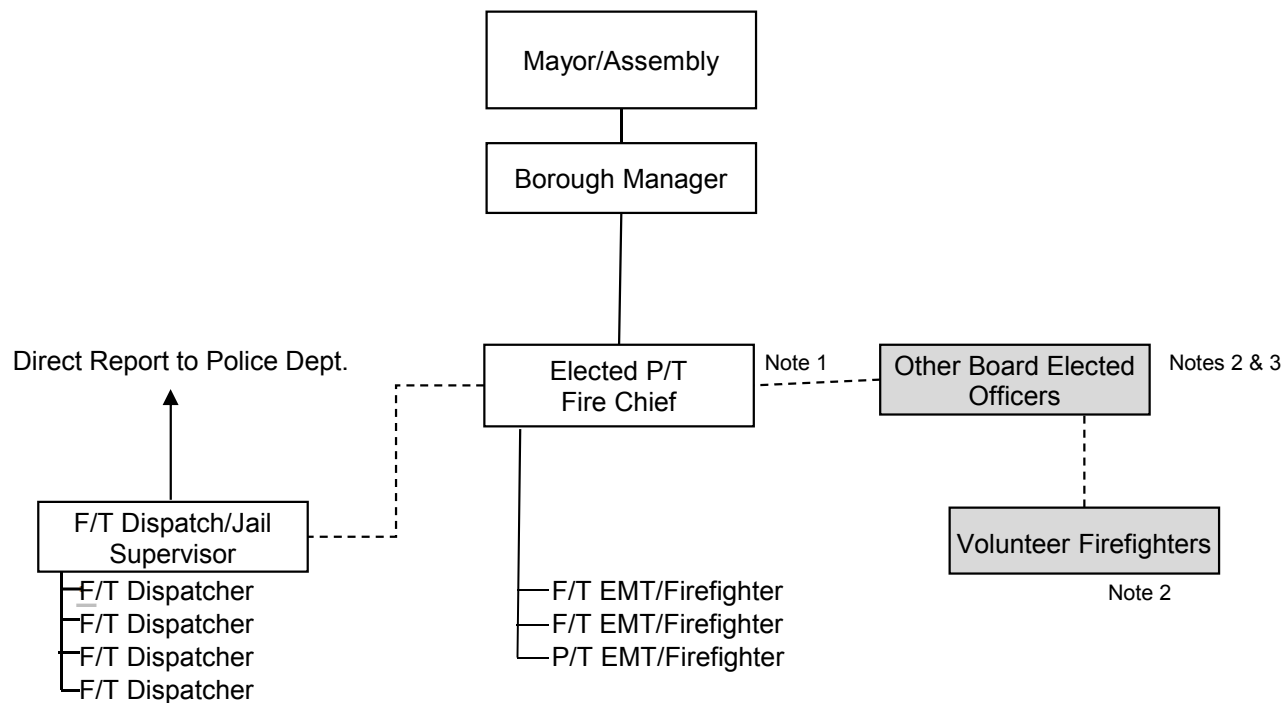 Mayor/Assembly
Borough Manager
Direct Report to Police Dept.
Elected P/T
Fire Chief
Note 1
Other Board Elected
Officers
Notes 2 & 3
F/T Dispatch/Jail
Supervisor
Volunteer Firefighters
Note 2
F/T Dispatcher
F/T Dispatcher
F/T Dispatcher
F/T Dispatcher
F/T EMT/Firefighter
F/T EMT/Firefighter
P/T EMT/Firefighter